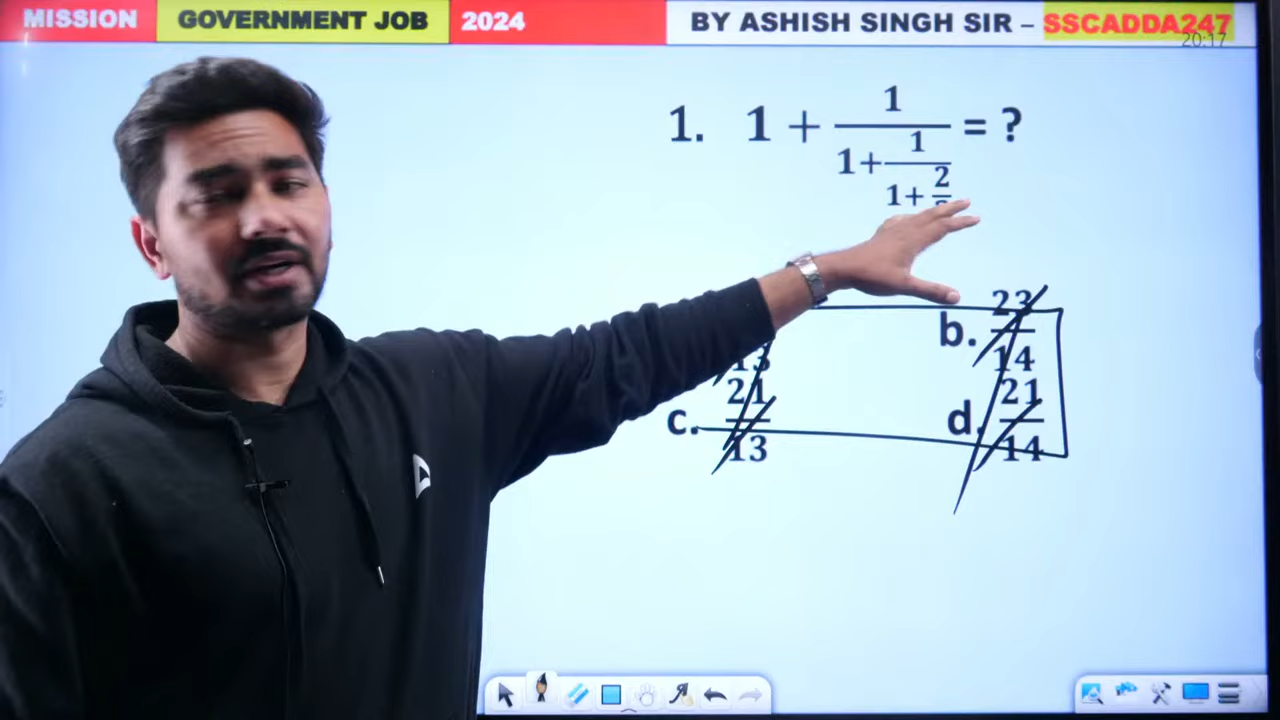 MISSION GOVERNMENT JOB 2024 BY ASHISH SINGH SIR – SSCADDA247
20:17
1. 1 + 1/(1+1/(1+2/ = ?
13
b. 23/14
c. 21/13
d. 21/14